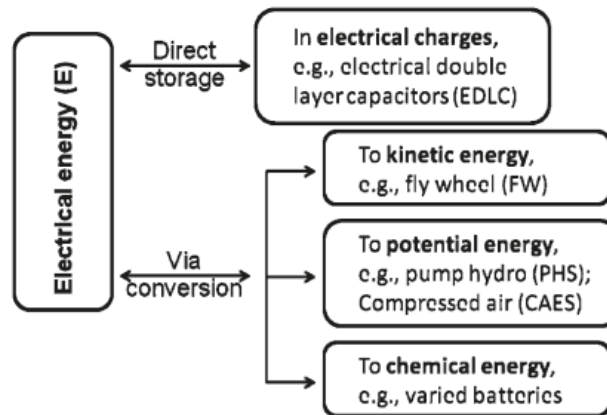 Electrical energy (E)
Direct
storage
In electrical charges,
e.g., electrical double
layer capacitors (EDLC)
Via
conversion
To kinetic energy,
e.g., fly wheel (FW)
To potential energy,
e.g., pump hydro (PHS);
Compressed air (CAES)
To chemical energy,
e.g., varied batteries